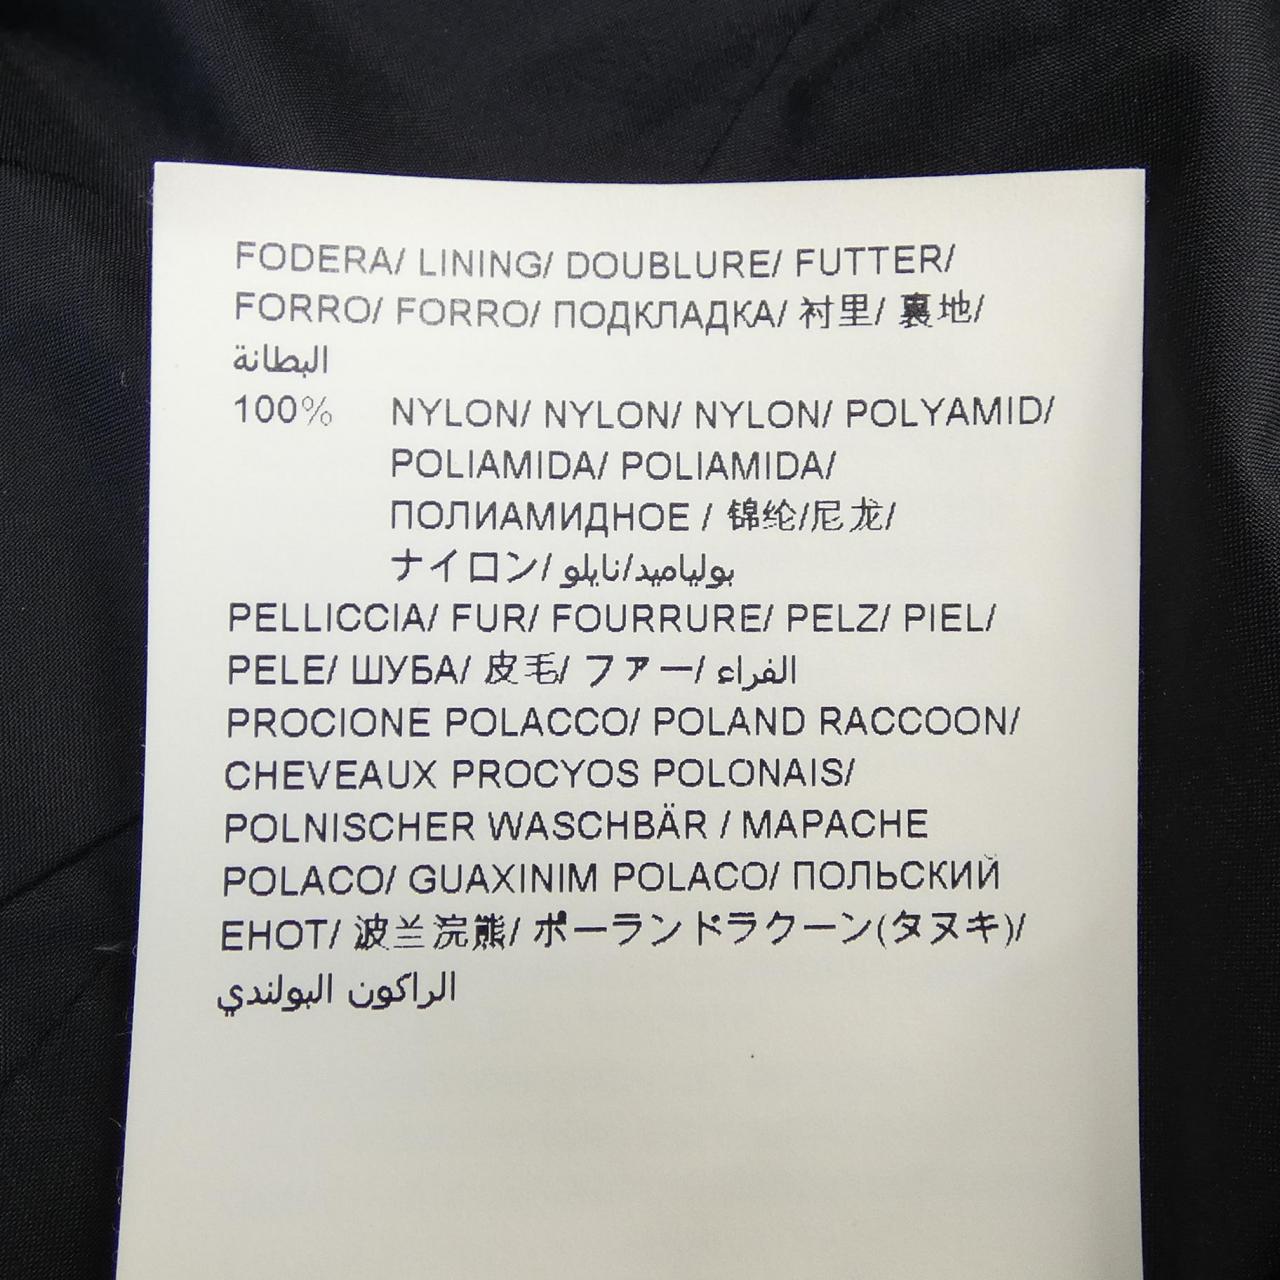 FODERA/ LINING/ DOUBLURE/ FUTTER/
FORRO/ FORRO/ ПОДКЛАДКА/ 衬里/ 裏地/
البطانة
100% NYLON/ NYLON/ NYLON/ POLYAMID/
POLIAMIDA/ POLIAMIDA/
ПОЛИАМИДНОЕ / 锦纶/尼龙/
ナイロン/ بولياميد/نايلو
PELLICCIA/ FUR/ FOURRURE/ PELZ/ PIEL/
PELE/ ШУБА/ 皮毛/ ファー/ الفراء
PROCIONE POLACCO/ POLAND RACCOON/
CHEVEAUX PROCYOS POLONAIS/
POLNISCHER WASCHBÄR / MAPACHE
POLACO/ GUAXINIM POLACO/ ПОЛЬСКИЙ
ЕНОТ/ 波兰浣熊/ ポーランドラクーン(タヌキ)/
الراكون البولندي